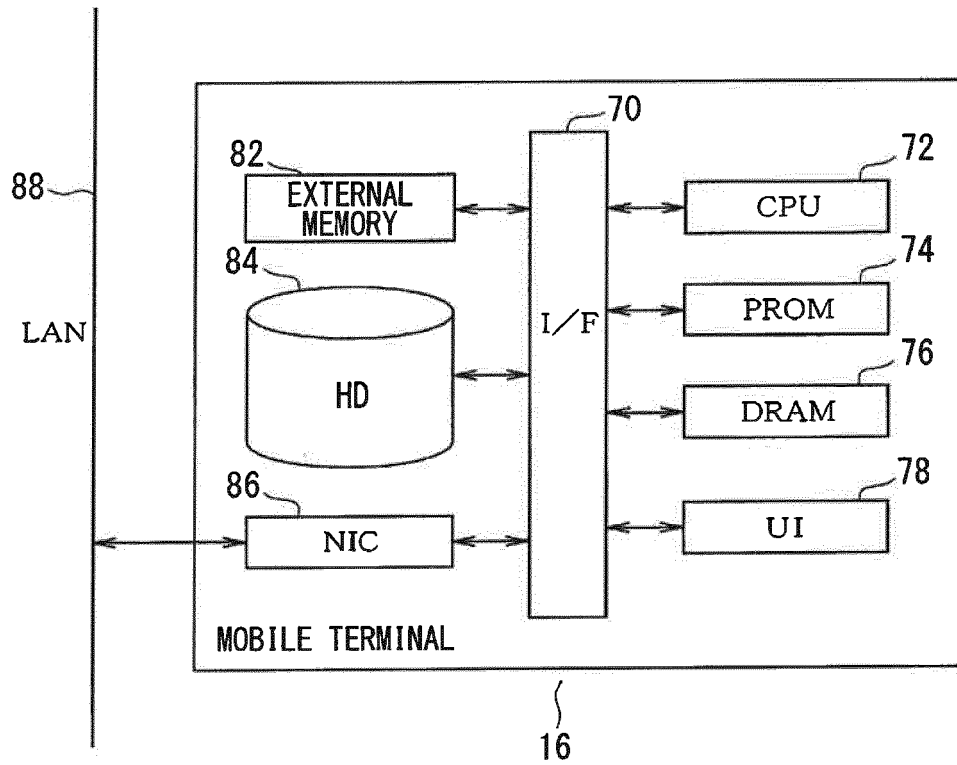 70
82
72
88
EXTERNAL
MEMORY
CPU
84
74
LAN
I/F
PROM
HD
76
DRAM
86
78
NIC
UI
MOBILE TERMINAL
16